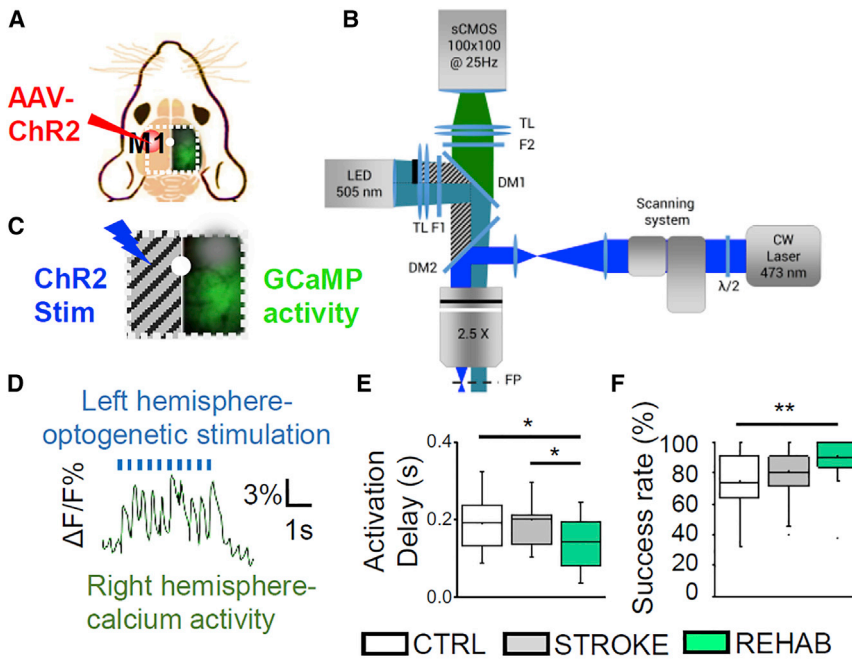 A
AAV-
ChR2
M1
B
sCMOS
100x100
@ 25Hz
TL
F2
LED
505 nm
DM1
TL F1
DM2
Scanning
system
CW
Laser
473 nm
λ/2
2.5 X
FP
C
ChR2
Stim
GCaMP
activity
D
Left hemisphere-
optogenetic stimulation
ΔF/F%
3%
1s
Right hemisphere-
calcium activity
E
*
*
Activation
Delay (s)
0.4
0.2
0.0
F
**
Success rate (%)
100
80
60
40
20
0
CTRL
STROKE
REHAB